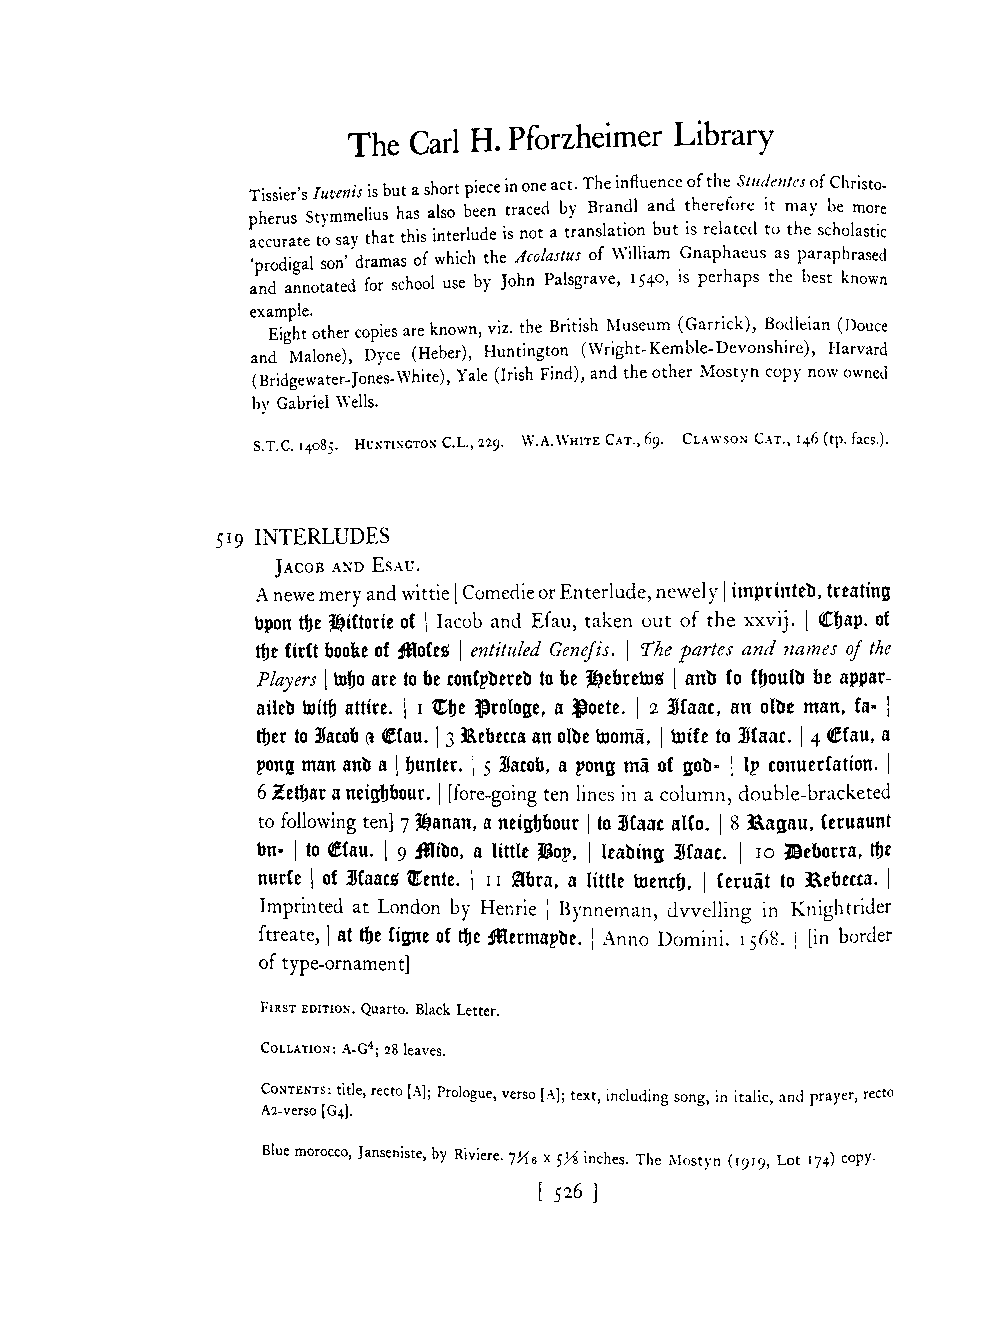 The Carl H. Pforzheimer Library
Tissier's Iuvenis is but a short piece in one act. The influence of the Studentes of Christo-
pherus Stymmelius has also been traced by Brandl and therefore it may be more
accurate to say that this interlude is not a translation but is related to the scholastic
'prodigal son' dramas of which the Acolastus of William Gnaphaeus as paraphrased
and annotated for school use by John Palsgrave, 1540, is perhaps the best known
example.
Eight other copies are known, viz. the British Museum (Garrick), Bodleian (Douce
and Malone), Dyce (Heber), Huntington (Wright-Kemble-Devonshire), Harvard
(Bridgewater-Jones-White), Yale (Irish Find), and the other Mostyn copy now owned
by Gabriel Wells.
S.T.C. 14085. HUNTINGTON C.L., 229. W.A.WHITE CAT., 69. CLAWSON CAT., 146 (tp. facs.).
519 INTERLUDES
JACOB AND ESAU.
A newe mery and wittie | Comedie or Enterlude, newely | imprinted, treating
vpon the Hiſtorie of | Iacob and Eſau, taken out of the xxvij. | Chap. of
the firſt booke of Moſes | entituled Geneſis. | The partes and names of the
Players | who are to be conſydered to be Hebrews | and ſo ſhould be appar-
ailed with attire. | 1 The Prologe, a Poete. | 2 Iſaac, an olde man, fa- |
ther to Jacob ⁊ Eſau. | 3 Rebecca an olde womā, | wife to Iſaac. | 4 Eſau, a
yong man and a | hunter. | 5 Jacob, a yong mā of god- | ly conuerſation. |
6 Zethar a neighbour. | [fore-going ten lines in a column, double-bracketed
to following ten] 7 Hanan, a neighbour | to Iſaac alſo. | 8 Ragau, ſeruaunt
vn- | to Eſau. | 9 Mido, a little Boy, | leading Iſaac. | 10 Deborra, the
nurſe | of Iſaacs Tente. | 11 Abra, a little wench, | ſeruāt to Rebecca. |
Imprinted at London by Henrie | Bynneman, dvvelling in Knightrider
ſtreate, | at the ſigne of the Mermayde. | Anno Domini. 1568. | [in border
of type-ornament]
FIRST EDITION. Quarto. Black Letter.
COLLATION: A-G⁴; 28 leaves.
CONTENTS: title, recto [A]; Prologue, verso [A]; text, including song, in italic, and prayer, recto
A2-verso [G4].
Blue morocco, Janseniste, by Riviere. 7 1/16 x 5 1/8 inches. The Mostyn (1919, Lot 174) copy.
[ 526 ]